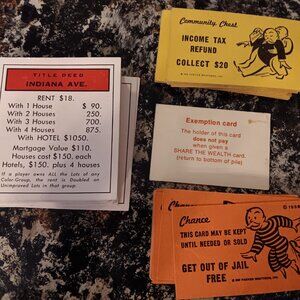 TITLE DEED
INDIANA AVE.
RENT $18.
With 1 House $ 90.
With 2 Houses 250.
With 3 Houses 700.
With 4 Houses 875.
With HOTEL $1050.
Mortgage Value $110.
Houses cost $150. each
Hotels, $150. plus 4 houses
If a player owns ALL the Lots of any
Color-Group, the rent is Doubled on
Unimproved Lots in that group.
Community Chest
INCOME TAX
REFUND
COLLECT $20
Exemption card
The holder of this card
does not pay
when given a
SHARE THE WEALTH card.
(return to bottom of pile)
Chance
THIS CARD MAY BE KEPT
UNTIL NEEDED OR SOLD
GET OUT OF JAIL
FREE